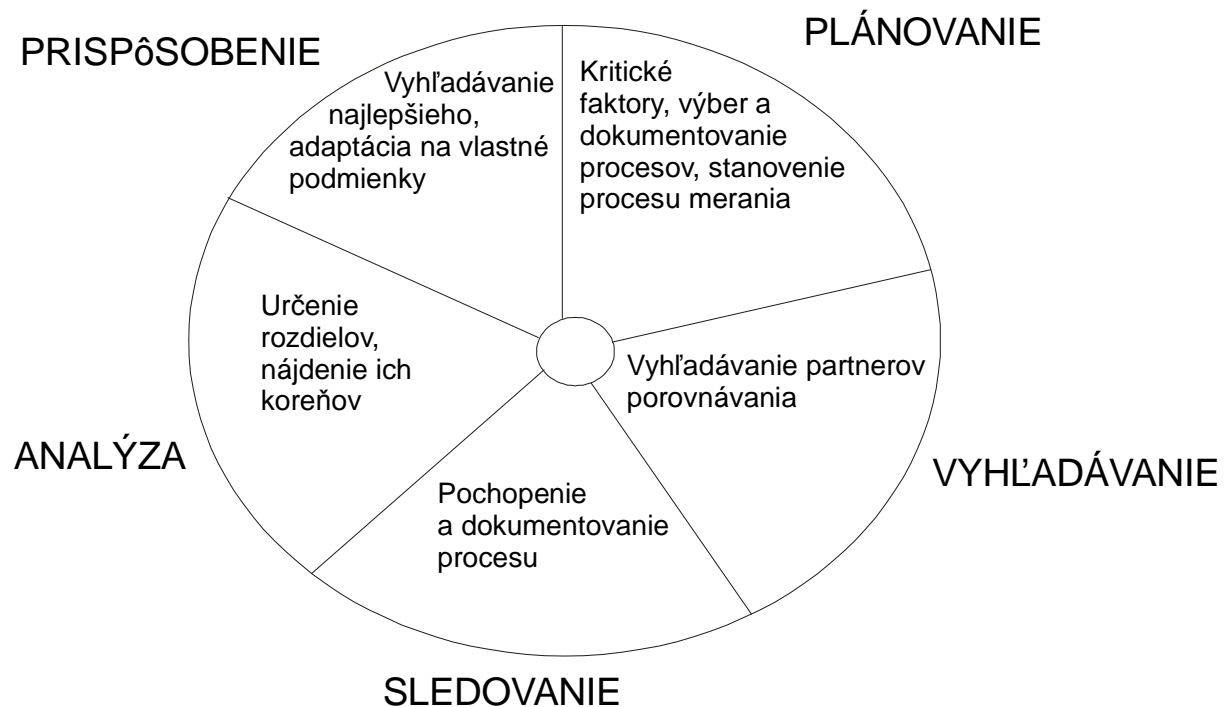 PRISPôSOBENIE
PLÁNOVANIE
Vyhľadávanie
najlepšieho,
adaptácia na vlastné
podmienky
Kritické
faktory, výber a
dokumentovanie
procesov, stanovenie
procesu merania
Určenie
rozdielov,
nájdenie ich
koreňov
Vyhľadávanie partnerov
porovnávania
ANALÝZA
VYHĽADÁVANIE
Pochopenie
a dokumentovanie
procesu
SLEDOVANIE